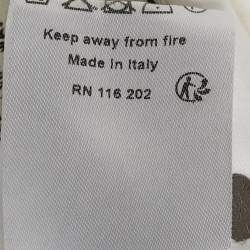 Keep away from fire
Made in Italy
RN 116 202